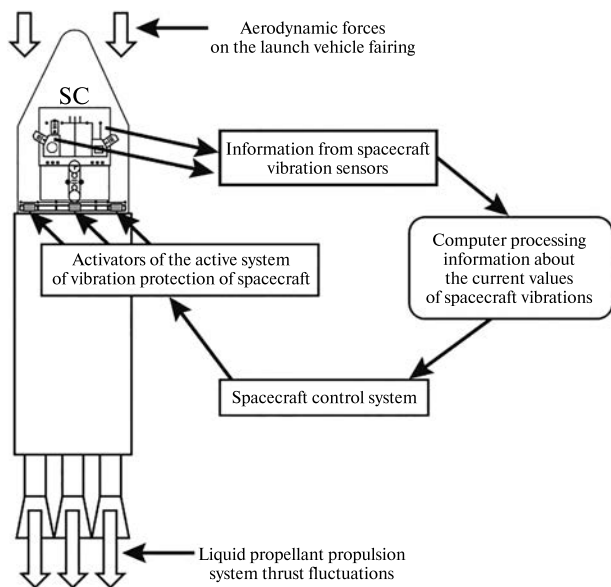 Aerodynamic forces
on the launch vehicle fairing
SC
Information from spacecraft
vibration sensors
Computer processing
information about
the current values
of spacecraft vibrations
Activators of the active system
of vibration protection of spacecraft
Spacecraft control system
Liquid propellant propulsion
system thrust fluctuations